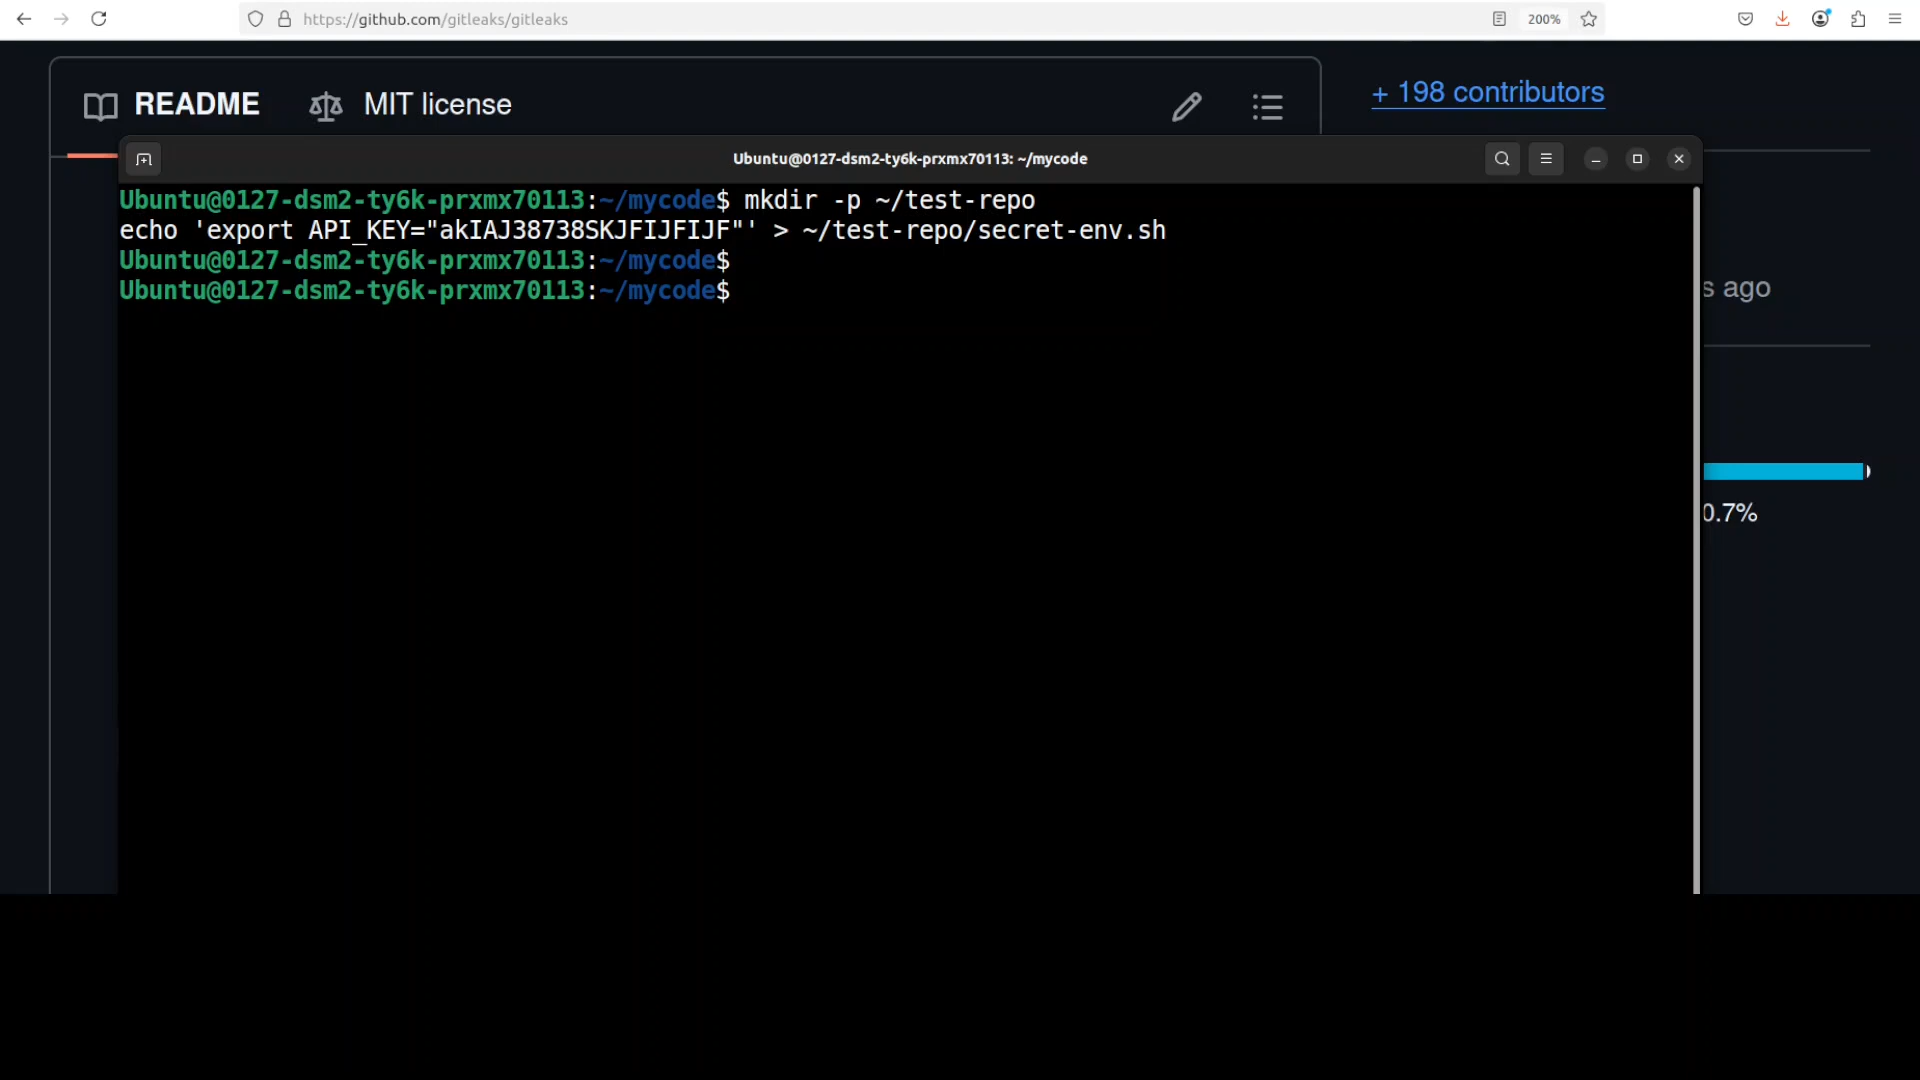 https://github.com/gitleaks/gitleaks
200%
README
MIT license
+ 198 contributors
Ubuntu@0127-dsm2-ty6k-prxmx70113: ~/mycode
Ubuntu@0127-dsm2-ty6k-prxmx70113:~/mycode$ mkdir -p ~/test-repo
echo 'export API_KEY="akIAJ38738SKJFIJFIJF"' > ~/test-repo/secret-env.sh
Ubuntu@0127-dsm2-ty6k-prxmx70113:~/mycode$
Ubuntu@0127-dsm2-ty6k-prxmx70113:~/mycode$
s ago
0.7%